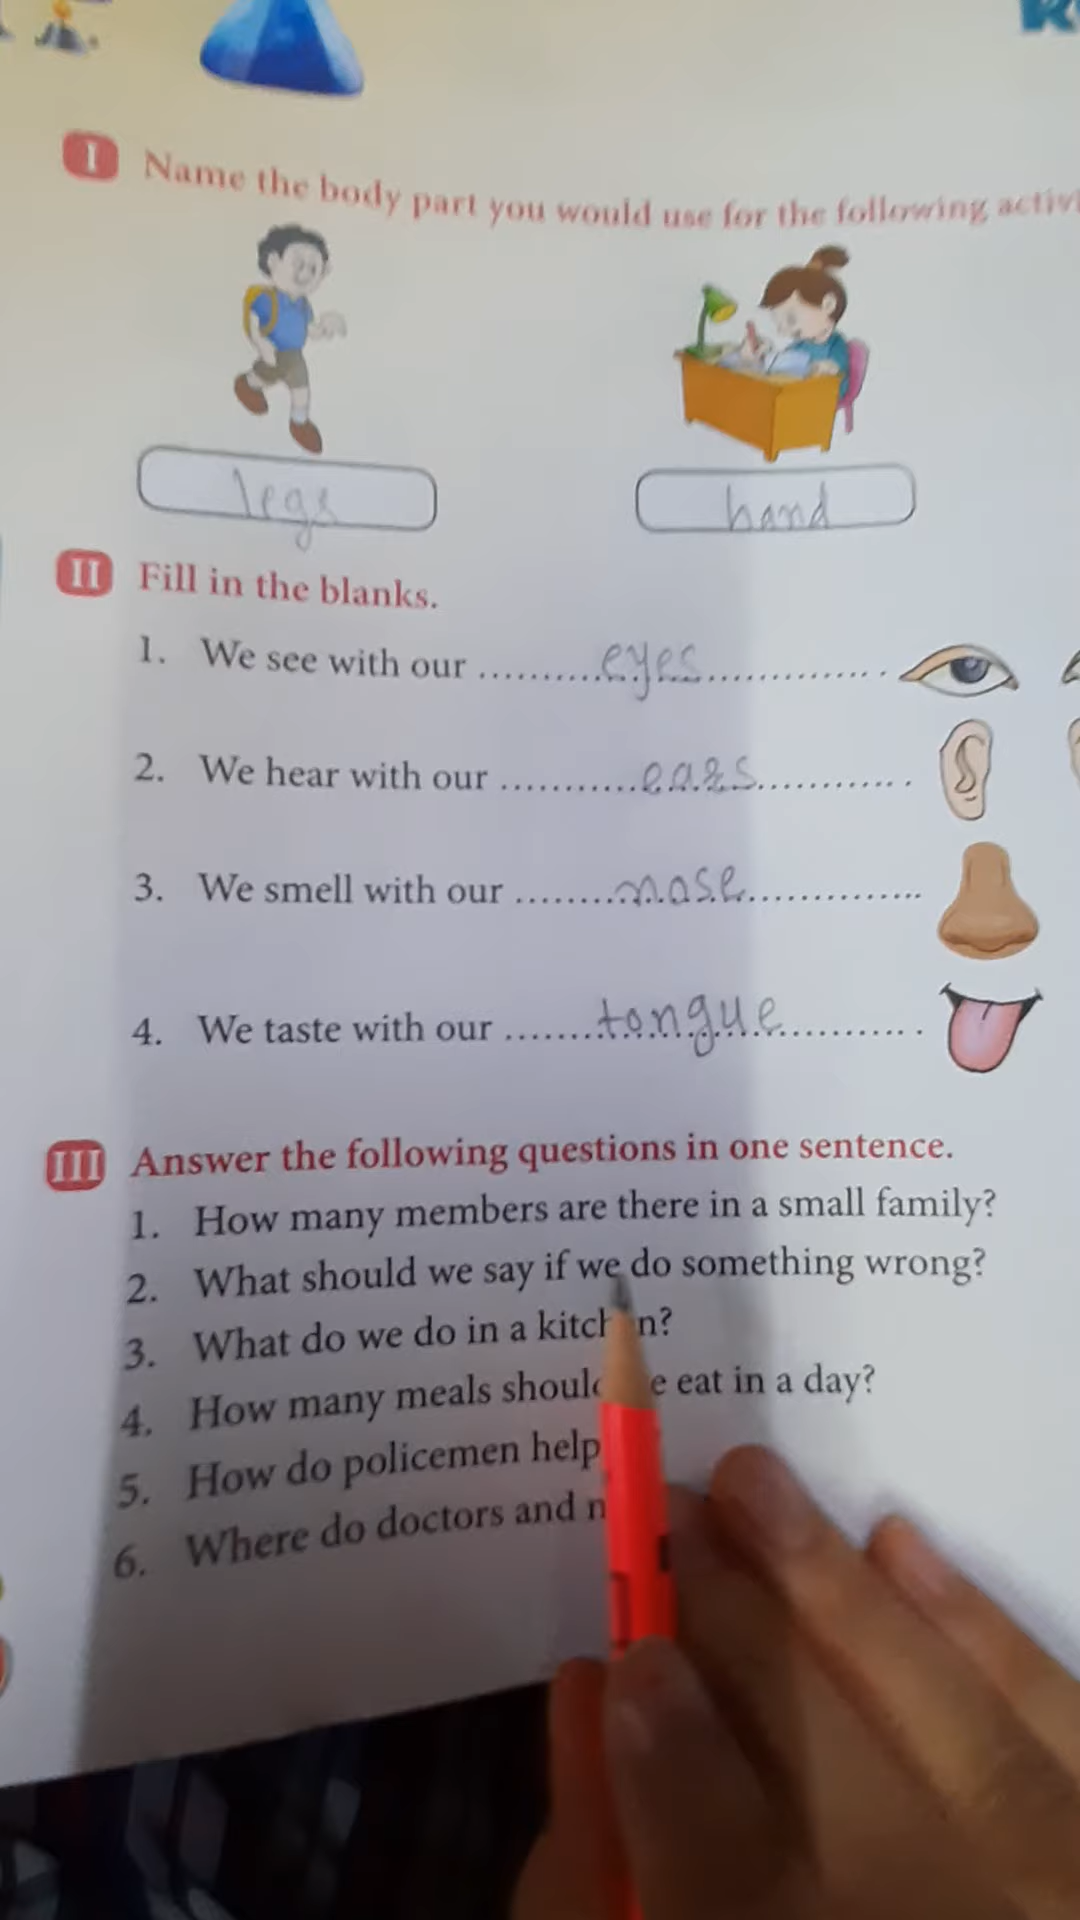 I Name the body part you would use for the following
legs
hand
II Fill in the blanks.
1. We see with our ..........eyes..............
2. We hear with our ...........ears............
3. We smell with our ........nose..............
4. We taste with our .......tongue............
III Answer the following questions in one sentence.
1. How many members are there in a small family?
2. What should we say if we do something wrong?
3. What do we do in a kitchen?
4. How many meals should eat in a day?
5. How do policemen help
6. Where do doctors and